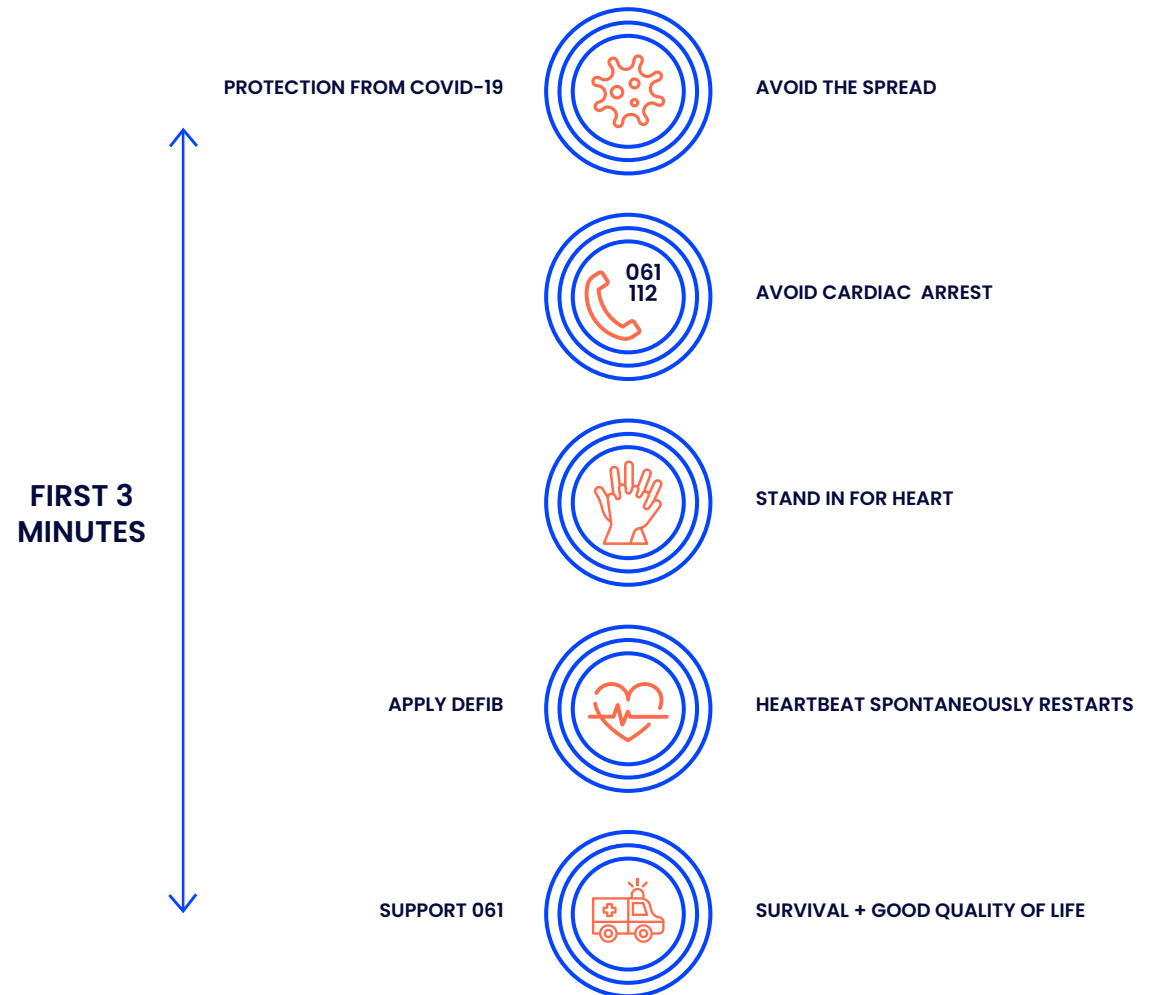 PROTECTION FROM COVID-19
AVOID THE SPREAD
061
112
AVOID CARDIAC  ARREST
FIRST 3
MINUTES
STAND IN FOR HEART
APPLY DEFIB
HEARTBEAT SPONTANEOUSLY RESTARTS
SUPPORT 061
SURVIVAL + GOOD QUALITY OF LIFE